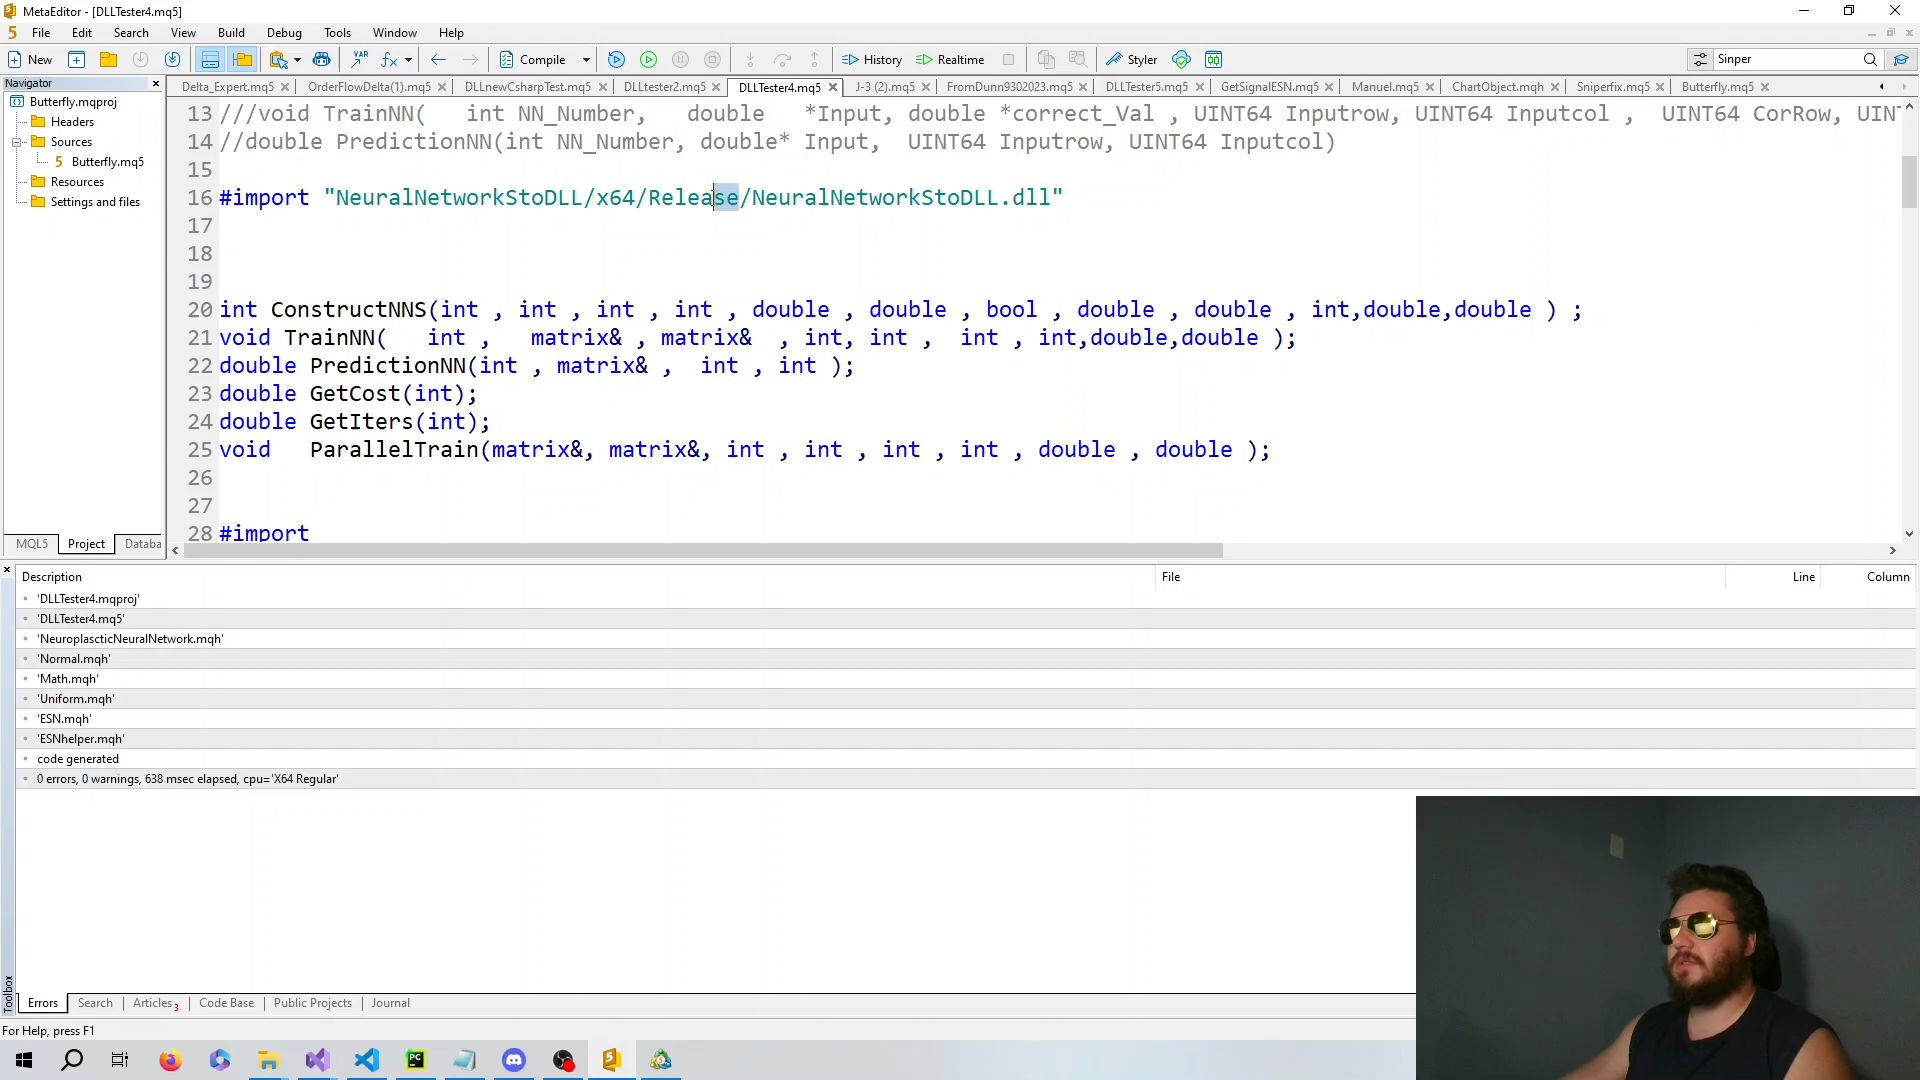 MetaEditor - [DLLTester4.mq5]
5 File Edit Search View Build Debug Tools Window Help
New VAR fx Compile History Realtime Styler Sinper
Navigator
Delta_Expert.mq5 OrderFlowDelta(1).mq5 DLLnewCsharpTest.mq5 DLLtester2.mq5 DLLTester4.mq5 J-3 (2).mq5 FromDunn9302023.mq5 DLLTester5.mq5 GetSignalESN.mq5 Manuel.mq5 ChartObject.mqh Sniperfix.mq5 Butterfly.mq5
Butterfly.mqproj
Headers
Sources
5 Butterfly.mq5
Resources
Settings and files
MQL5 Project Databa
13 ///void TrainNN( int NN_Number, double *Input, double *correct_Val , UINT64 Inputrow, UINT64 Inputcol , UINT64 CorRow, UIN
14 //double PredictionNN(int NN_Number, double* Input, UINT64 Inputrow, UINT64 Inputcol)
15
16 #import "NeuralNetworkStoDLL/x64/Release/NeuralNetworkStoDLL.dll"
17
18
19
20 int ConstructNNS(int , int , int , int , double , double , bool , double , double , int,double,double ) ;
21 void TrainNN( int , matrix& , matrix& , int, int , int , int,double,double );
22 double PredictionNN(int , matrix& , int , int );
23 double GetCost(int);
24 double GetIters(int);
25 void ParallelTrain(matrix&, matrix&, int , int , int , int , double , double );
26
27
28 #import
Description File Line Column
'DLLTester4.mqproj'
'DLLTester4.mq5'
'NeuroplascticNeuralNetwork.mqh'
'Normal.mqh'
'Math.mqh'
'Uniform.mqh'
'ESN.mqh'
'ESNhelper.mqh'
code generated
0 errors, 0 warnings, 638 msec elapsed, cpu='X64 Regular'
Toolbox
Errors Search Articles 3 Code Base Public Projects Journal
For Help, press F1
PC
5